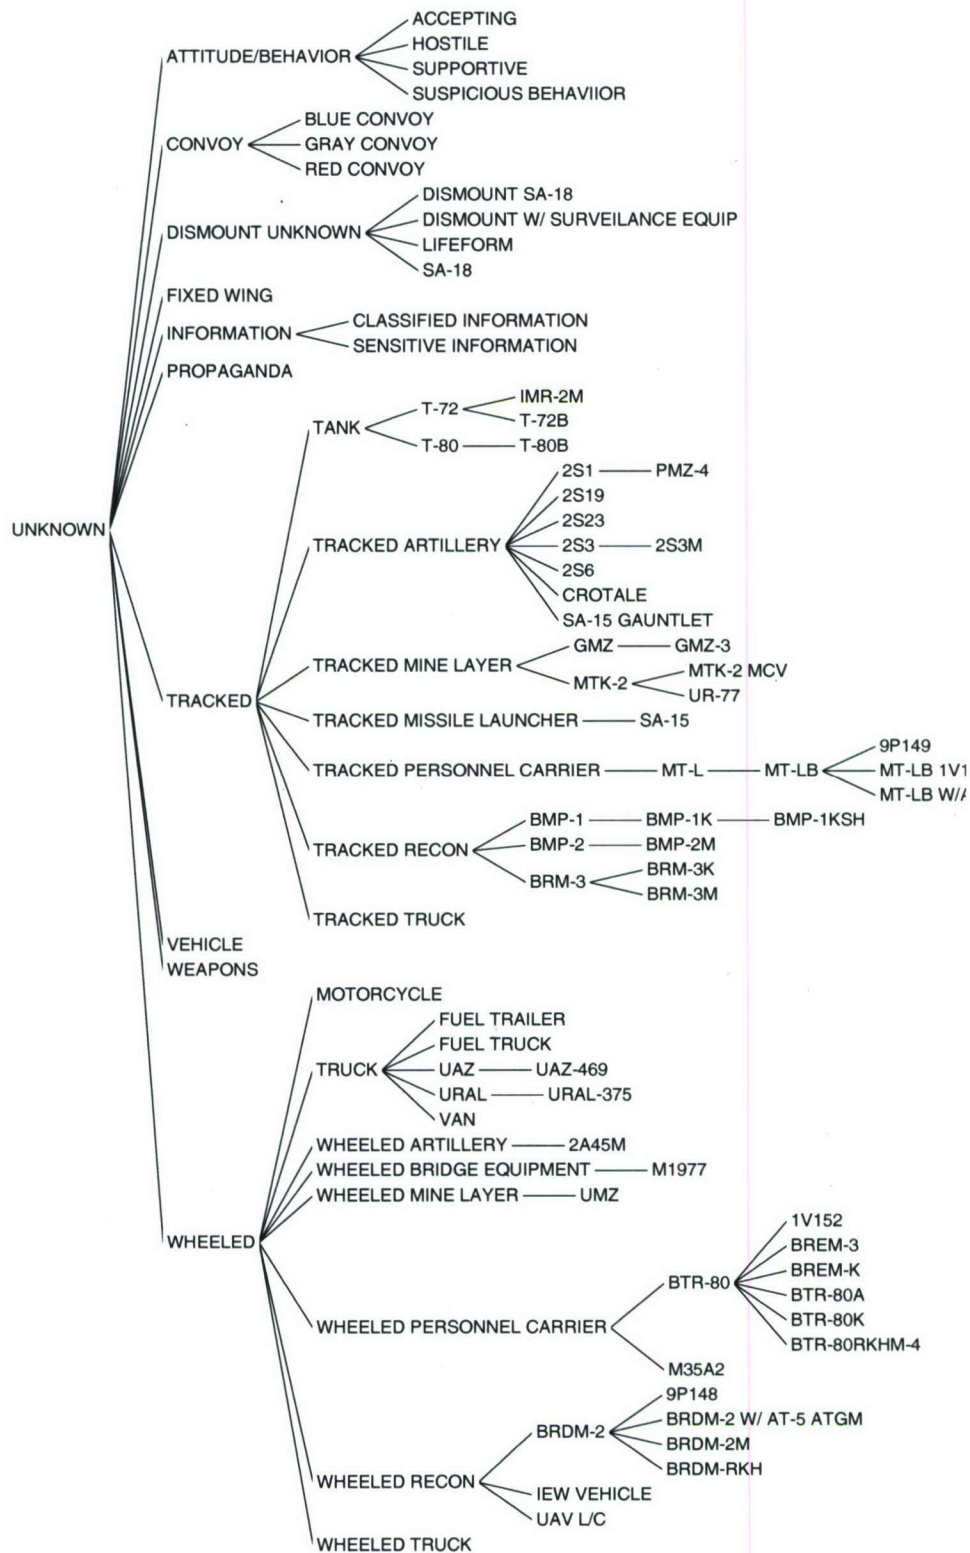 ACCEPTING
ATTITUDE/BEHAVIOR
HOSTILE
SUPPORTIVE
SUSPICIOUS BEHAVIIOR
BLUE CONVOY
CONVOY
GRAY CONVOY
RED CONVOY
DISMOUNT SA-18
DISMOUNT W/ SURVEILANCE EQUIP
DISMOUNT UNKNOWN
LIFEFORM
SA-18
FIXED WING
CLASSIFIED INFORMATION
INFORMATION
SENSITIVE INFORMATION
PROPAGANDA
IMR-2M
T-72
T-72B
TANK
T-80
T-80B
2S1
PMZ-4
2S19
2S23
UNKNOWN
TRACKED ARTILLERY
2S3
2S3M
2S6
CROTALE
SA-15 GAUNTLET
GMZ
GMZ-3
TRACKED MINE LAYER
MTK-2 MCV
MTK-2
UR-77
TRACKED
TRACKED MISSILE LAUNCHER
SA-15
9P149
TRACKED PERSONNEL CARRIER
MT-L
MT-LB
MT-LB 1V1
MT-LB W/
BMP-1
BMP-1K
BMP-1KSH
TRACKED RECON
BMP-2
BMP-2M
BRM-3K
BRM-3
BRM-3M
TRACKED TRUCK
VEHICLE
WEAPONS
MOTORCYCLE
FUEL TRAILER
FUEL TRUCK
TRUCK
UAZ
UAZ-469
URAL
URAL-375
VAN
WHEELED ARTILLERY
2A45M
WHEELED BRIDGE EQUIPMENT
M1977
WHEELED MINE LAYER
UMZ
1V152
WHEELED
BREM-3
BREM-K
BTR-80
BTR-80A
BTR-80K
WHEELED PERSONNEL CARRIER
BTR-80RKHM-4
M35A2
9P148
BRDM-2 W/ AT-5 ATGM
BRDM-2
BRDM-2M
BRDM-RKH
WHEELED RECON
IEW VEHICLE
UAV L/C
WHEELED TRUCK